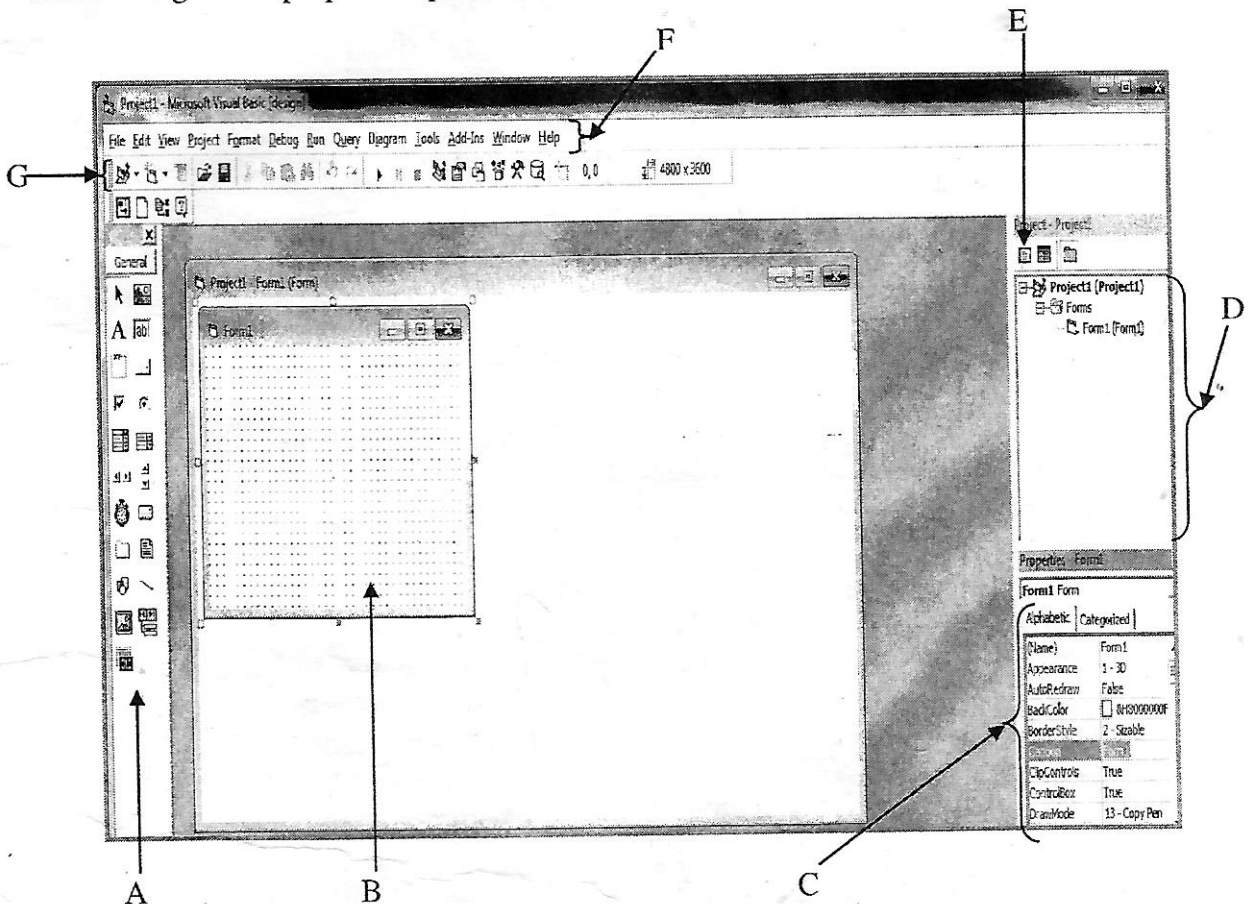 E
F
Project1 - Microsoft Visual Basic [design]
File Edit View Project Format Debug Run Query Diagram Tools Add-Ins Window Help
G
0,0 4800 x 3600
Project - Project1
General
Project1 - Form1 (Form)
Project1 (Project1)
Forms
Form1 (Form1)
D
Form1
A
ab
Properties - Form1
Form1 Form
Alphabetic Categorized
(Name) Form1
Appearance 1 - 3D
AutoRedraw False
BackColor &H8000000F
BorderStyle 2 - Sizable
Caption Form1
ClipControls True
ControlBox True
DrawMode 13 - Copy Pen
A
B
C